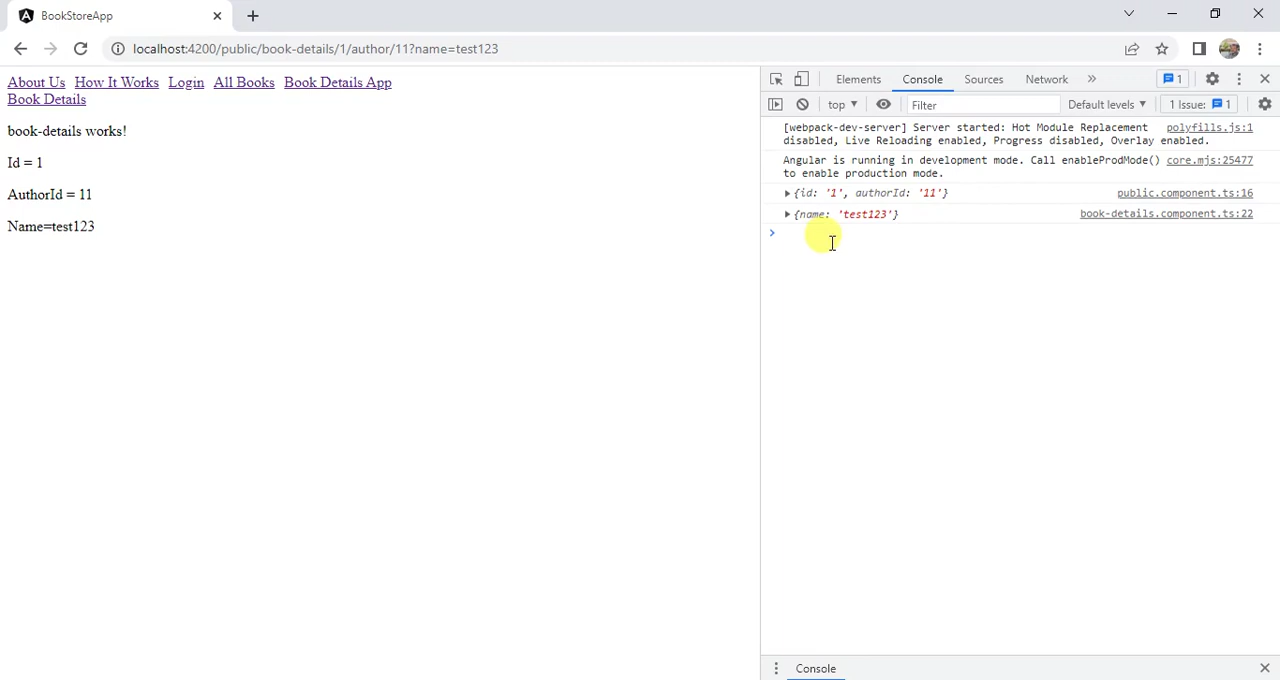 BookStoreApp
localhost:4200/public/book-details/1/author/11?name=test123
About Us How It Works Login All Books Book Details App
Book Details
book-details works!
Id = 1
AuthorId = 11
Name=test123
Elements Console Sources Network » 1
top ▼ Filter Default levels ▼ 1 Issue: 1
[webpack-dev-server] Server started: Hot Module Replacement polyfills.js:1
disabled, Live Reloading enabled, Progress disabled, Overlay enabled.
Angular is running in development mode. Call enableProdMode() core.mjs:25477
to enable production mode.
▶{id: '1', authorId: '11'} public.component.ts:16
▶{name: 'test123'} book-details.component.ts:22
>
Console